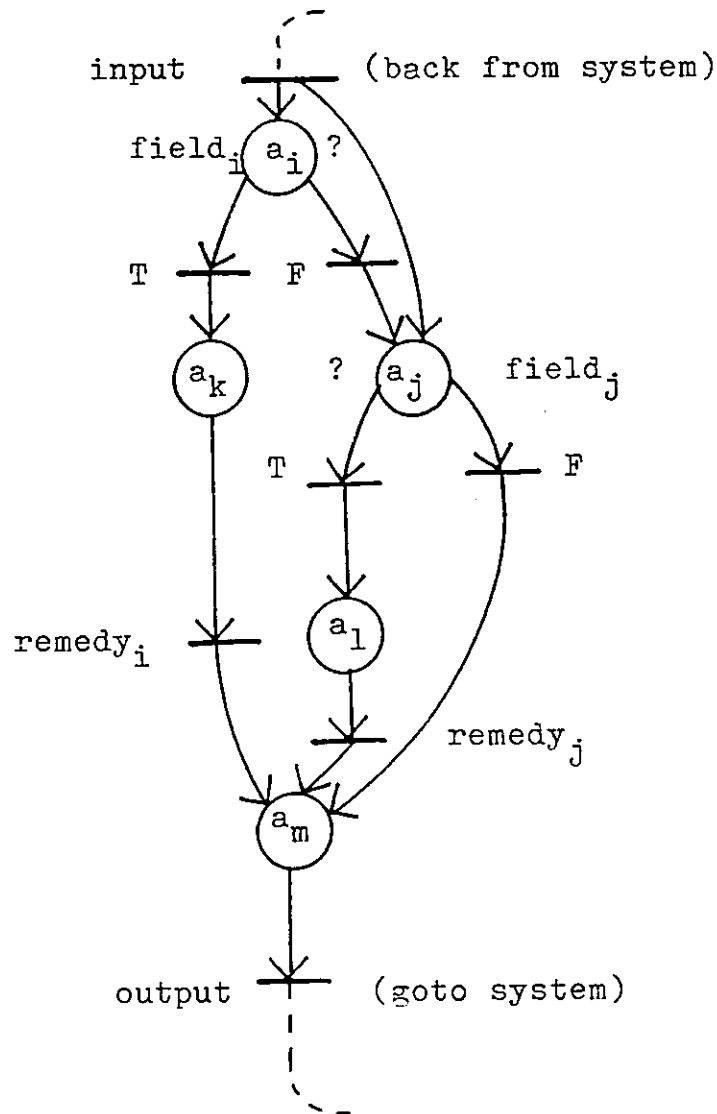 input (back from system)
field_i a_i ?
T F
a_k ? a_j field_j
T F
a_l
remedy_i
remedy_j
a_m
output (goto system)